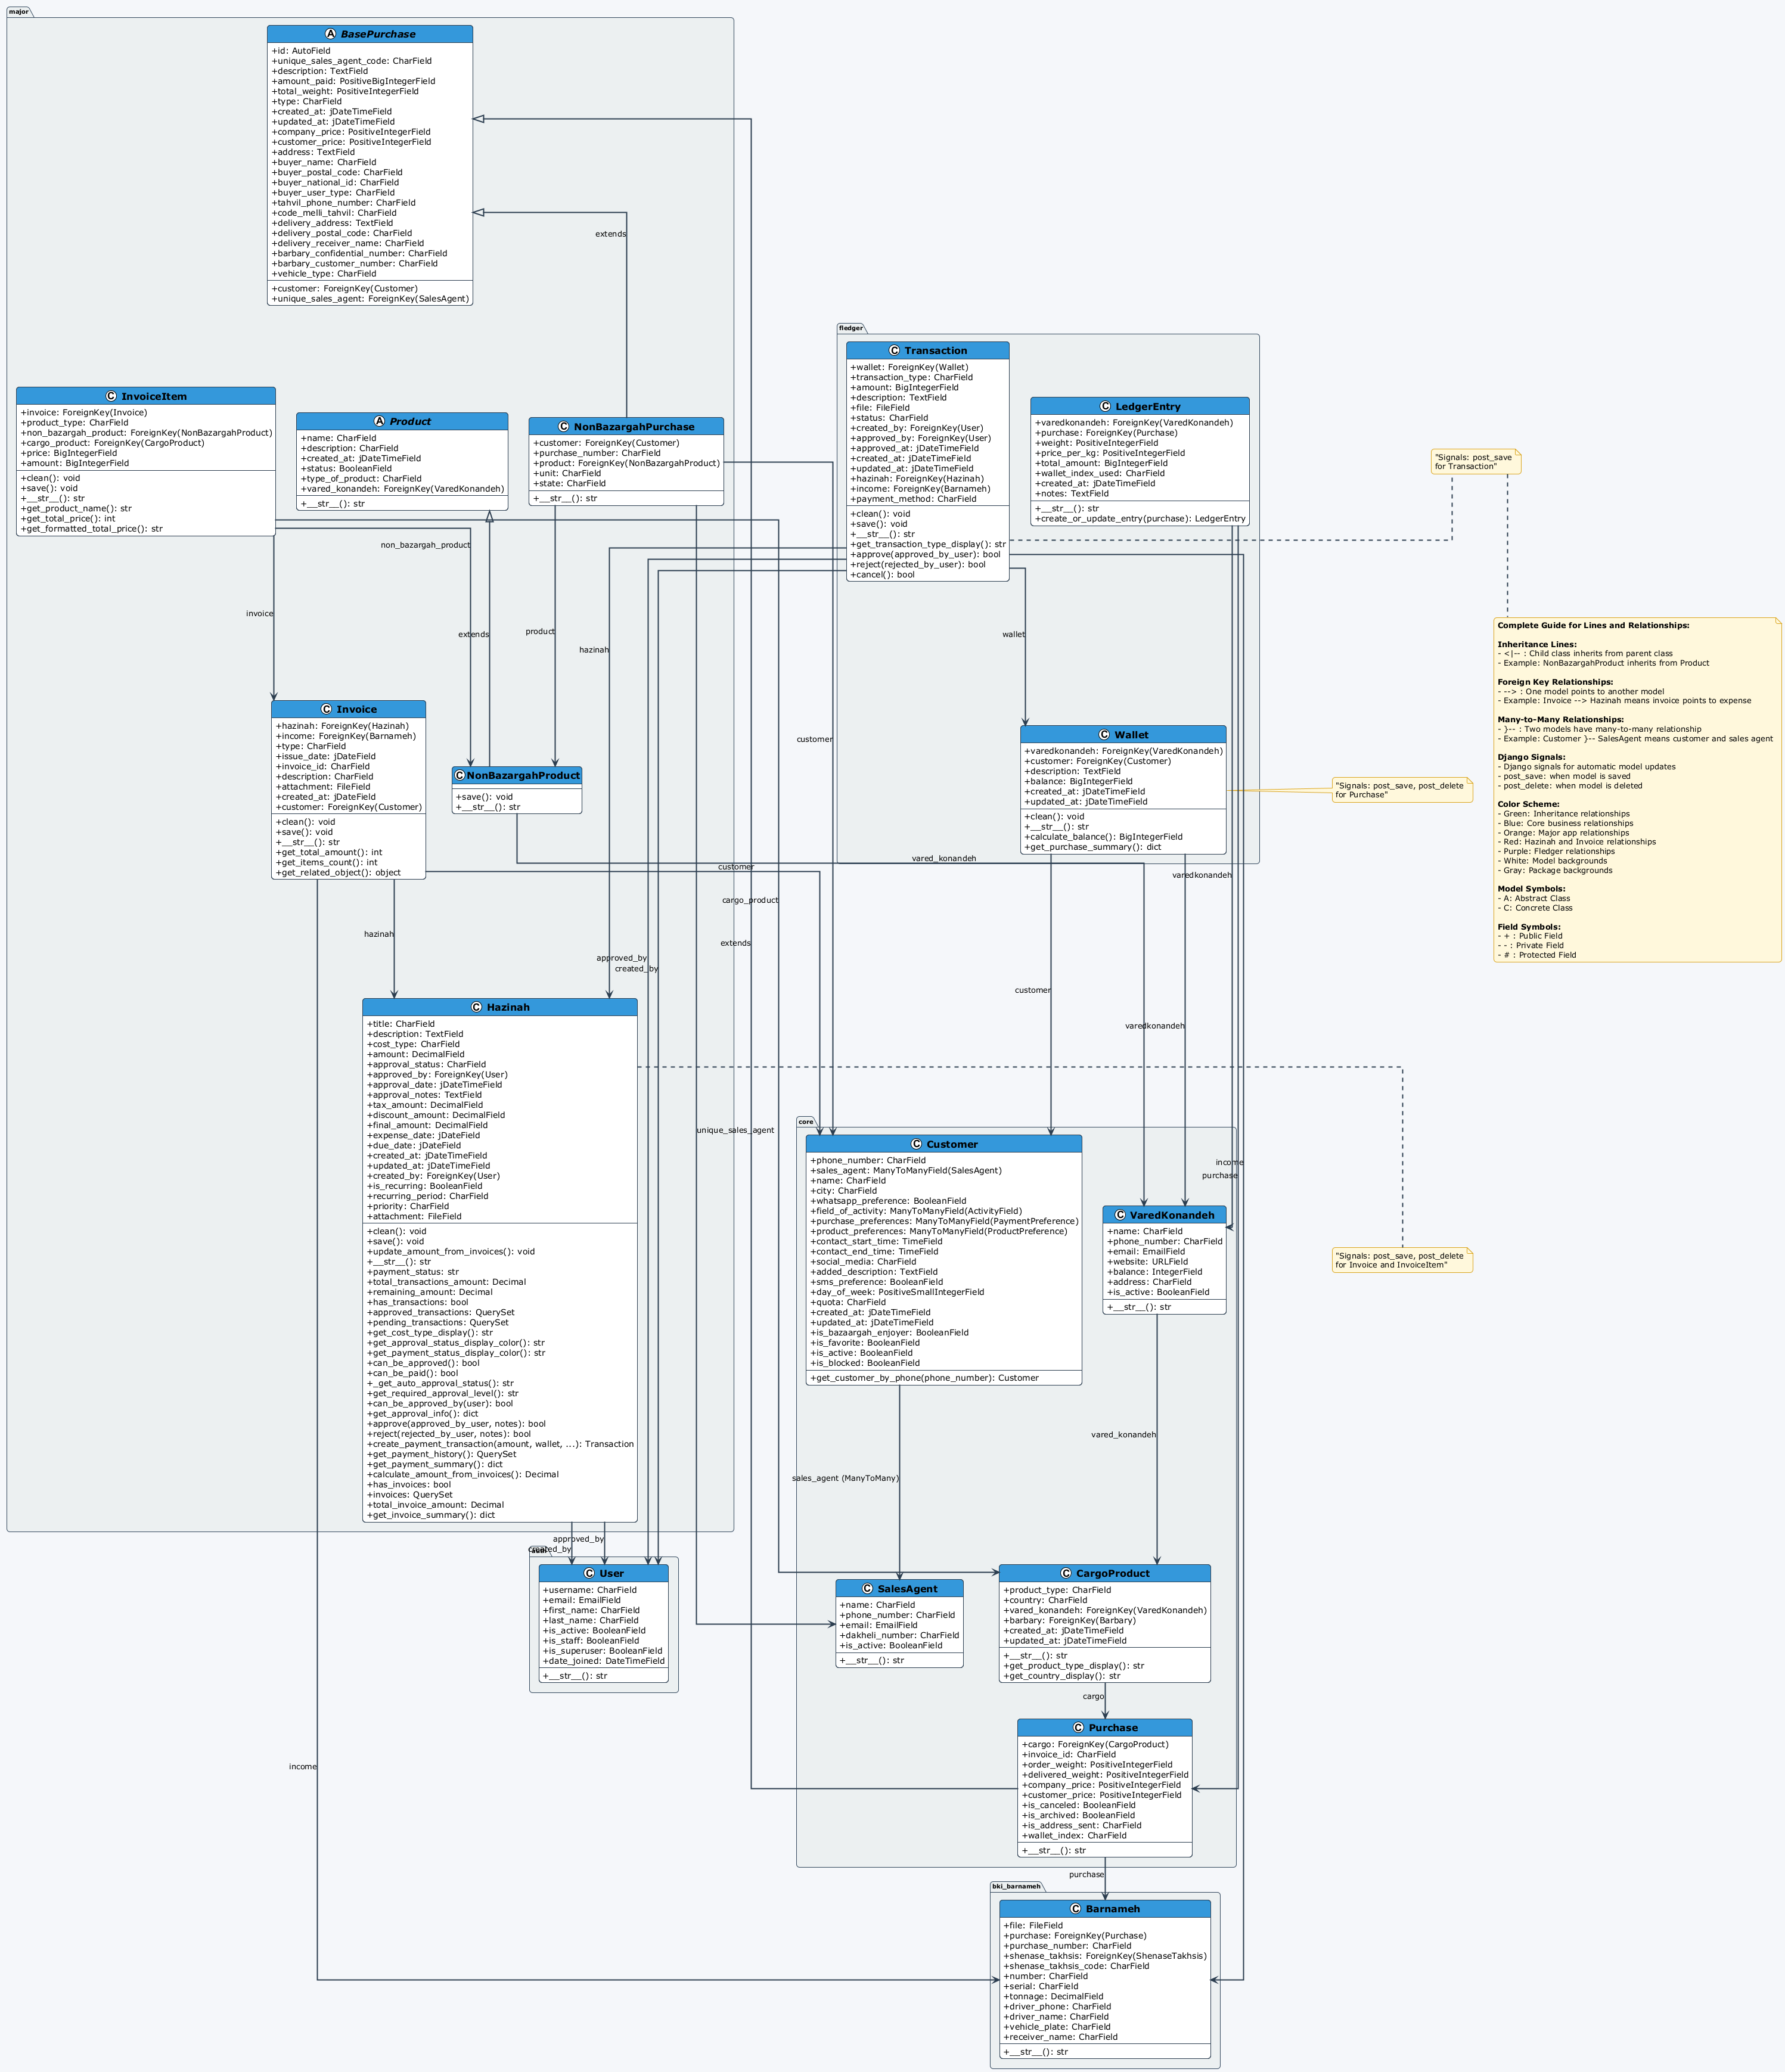 major
A BasePurchase
+id: AutoField
+unique_sales_agent_code: CharField
+description: TextField
+amount_paid: PositiveBigIntegerField
+total_weight: PositiveIntegerField
+type: CharField
+created_at: jDateTimeField
+updated_at: jDateTimeField
+company_price: PositiveIntegerField
+customer_price: PositiveIntegerField
+address: TextField
+buyer_name: CharField
+buyer_postal_code: CharField
+buyer_national_id: CharField
+buyer_user_type: CharField
+tahvil_phone_number: CharField
+code_melli_tahvil: CharField
+delivery_address: TextField
+delivery_postal_code: CharField
+delivery_receiver_name: CharField
+barbary_confidential_number: CharField
+barbary_customer_number: CharField
+vehicle_type: CharField
+customer: ForeignKey(Customer)
+unique_sales_agent: ForeignKey(SalesAgent)
extends
C InvoiceItem
+invoice: ForeignKey(Invoice)
+product_type: CharField
+non_bazargah_product: ForeignKey(NonBazargahProduct)
+cargo_product: ForeignKey(CargoProduct)
+price: BigIntegerField
+amount: BigIntegerField
+clean(): void
+save(): void
+__str__(): str
+get_product_name(): str
+get_total_price(): int
+get_formatted_total_price(): str
A Product
+name: CharField
+description: CharField
+created_at: jDateTimeField
+status: BooleanField
+type_of_product: CharField
+vared_konandeh: ForeignKey(VaredKonandeh)
+__str__(): str
C NonBazargahPurchase
+customer: ForeignKey(Customer)
+purchase_number: CharField
+product: ForeignKey(NonBazargahProduct)
+unit: CharField
+state: CharField
+__str__(): str
fledger
C Transaction
+wallet: ForeignKey(Wallet)
+transaction_type: CharField
+amount: BigIntegerField
+description: TextField
+file: FileField
+status: CharField
+created_by: ForeignKey(User)
+approved_by: ForeignKey(User)
+approved_at: jDateTimeField
+created_at: jDateTimeField
+updated_at: jDateTimeField
+hazinah: ForeignKey(Hazinah)
+income: ForeignKey(Barnameh)
+payment_method: CharField
+clean(): void
+save(): void
+__str__(): str
+get_transaction_type_display(): str
+approve(approved_by_user): bool
+reject(rejected_by_user): bool
+cancel(): bool
C LedgerEntry
+varedkonandeh: ForeignKey(VaredKonandeh)
+purchase: ForeignKey(Purchase)
+weight: PositiveIntegerField
+price_per_kg: PositiveIntegerField
+total_amount: BigIntegerField
+wallet_index_used: CharField
+created_at: jDateTimeField
+notes: TextField
+__str__(): str
+create_or_update_entry(purchase): LedgerEntry
"Signals: post_save
for Transaction"
non_bazargah_product
invoice
extends
product
hazinah
wallet
Complete Guide for Lines and Relationships:
Inheritance Lines:
- <|-- : Child class inherits from parent class
- Example: NonBazargahProduct inherits from Product
Foreign Key Relationships:
- --> : One model points to another model
- Example: Invoice --> Hazinah means invoice points to expense
Many-to-Many Relationships:
- }-- : Two models have many-to-many relationship
- Example: Customer }-- SalesAgent means customer and sales agent
Django Signals:
- Django signals for automatic model updates
- post_save: when model is saved
- post_delete: when model is deleted
Color Scheme:
- Green: Inheritance relationships
- Blue: Core business relationships
- Orange: Major app relationships
- Red: Hazinah and Invoice relationships
- Purple: Fledger relationships
- White: Model backgrounds
- Gray: Package backgrounds
Model Symbols:
- A: Abstract Class
- C: Concrete Class
Field Symbols:
- + : Public Field
- - : Private Field
- # : Protected Field
C Invoice
+hazinah: ForeignKey(Hazinah)
+income: ForeignKey(Barnameh)
+type: CharField
+issue_date: jDateField
+invoice_id: CharField
+description: CharField
+attachment: FileField
+created_at: jDateTimeField
+customer: ForeignKey(Customer)
+clean(): void
+save(): void
+__str__(): str
+get_total_amount(): int
+get_items_count(): int
+get_related_object(): object
C NonBazargahProduct
+save(): void
+__str__(): str
customer
C Wallet
+varedkonandeh: ForeignKey(VaredKonandeh)
+customer: ForeignKey(Customer)
+description: TextField
+balance: BigIntegerField
+created_at: jDateTimeField
+updated_at: jDateTimeField
+clean(): void
+__str__(): str
+calculate_balance(): BigIntegerField
+get_purchase_summary(): dict
"Signals: post_save, post_delete
for Purchase"
customer
vared_konandeh
varedkonandeh
cargo_product
hazinah
extends
approved_by
created_by
customer
varedkonandeh
C Hazinah
+title: CharField
+description: TextField
+cost_type: CharField
+amount: DecimalField
+approval_status: CharField
+approved_by: ForeignKey(User)
+approval_date: jDateTimeField
+approval_notes: TextField
+tax_amount: DecimalField
+discount_amount: DecimalField
+final_amount: DecimalField
+expense_date: jDateField
+due_date: jDateField
+created_at: jDateTimeField
+updated_at: jDateTimeField
+created_by: ForeignKey(User)
+is_recurring: BooleanField
+recurring_period: CharField
+priority: CharField
+attachment: FileField
+clean(): void
+save(): void
+update_amount_from_invoices(): void
+__str__(): str
+payment_status: str
+total_transactions_amount: Decimal
+remaining_amount: Decimal
+has_transactions: bool
+approved_transactions: QuerySet
+pending_transactions: QuerySet
+get_cost_type_display(): str
+get_approval_status_display_color(): str
+get_payment_status_display_color(): str
+can_be_approved(): bool
+can_be_paid(): bool
+_get_auto_approval_status(): str
+get_required_approval_level(): str
+can_be_approved_by(user): bool
+get_approval_info(): dict
+approve(approved_by_user, notes): bool
+reject(rejected_by_user, notes): bool
+create_payment_transaction(amount, wallet, ...): Transaction
+get_payment_history(): QuerySet
+get_payment_summary(): dict
+calculate_amount_from_invoices(): Decimal
+has_invoices: bool
+invoices: QuerySet
+total_invoice_amount: Decimal
+get_invoice_summary(): dict
unique_sales_agent
core
C Customer
+phone_number: CharField
+sales_agent: ManyToManyField(SalesAgent)
+name: CharField
+city: CharField
+whatsapp_preference: BooleanField
+field_of_activity: ManyToManyField(ActivityField)
+purchase_preferences: ManyToManyField(PaymentPreference)
+product_preferences: ManyToManyField(ProductPreference)
+contact_start_time: TimeField
+contact_end_time: TimeField
+social_media: CharField
+added_description: TextField
+sms_preference: BooleanField
+day_of_week: PositiveSmallIntegerField
+quota: CharField
+created_at: jDateTimeField
+updated_at: jDateTimeField
+is_bazaargah_enjoyer: BooleanField
+is_favorite: BooleanField
+is_active: BooleanField
+is_blocked: BooleanField
+get_customer_by_phone(phone_number): Customer
income
purchase
C VaredKonandeh
+name: CharField
+phone_number: CharField
+email: EmailField
+website: URLField
+balance: IntegerField
+address: CharField
+is_active: BooleanField
+__str__(): str
"Signals: post_save, post_delete
for Invoice and InvoiceItem"
vared_konandeh
sales_agent (ManyToMany)
approved_by
created_by
auth
C User
+username: CharField
+email: EmailField
+first_name: CharField
+last_name: CharField
+is_active: BooleanField
+is_staff: BooleanField
+is_superuser: BooleanField
+date_joined: DateTimeField
+__str__(): str
C SalesAgent
+name: CharField
+phone_number: CharField
+email: EmailField
+dakheli_number: CharField
+is_active: BooleanField
+__str__(): str
C CargoProduct
+product_type: CharField
+country: CharField
+vared_konandeh: ForeignKey(VaredKonandeh)
+barbary: ForeignKey(Barbary)
+created_at: jDateTimeField
+updated_at: jDateTimeField
+__str__(): str
+get_product_type_display(): str
+get_country_display(): str
cargo
C Purchase
+cargo: ForeignKey(CargoProduct)
+invoice_id: CharField
+order_weight: PositiveIntegerField
+delivered_weight: PositiveIntegerField
+company_price: PositiveIntegerField
+customer_price: PositiveIntegerField
+is_canceled: BooleanField
+is_archived: BooleanField
+is_address_sent: CharField
+wallet_index: CharField
+__str__(): str
income
purchase
bki_barnameh
C Barnameh
+file: FileField
+purchase: ForeignKey(Purchase)
+purchase_number: CharField
+shenase_takhsis: ForeignKey(ShenaseTakhsis)
+shenase_takhsis_code: CharField
+number: CharField
+serial: CharField
+tonnage: DecimalField
+driver_phone: CharField
+driver_name: CharField
+vehicle_plate: CharField
+receiver_name: CharField
+__str__(): str